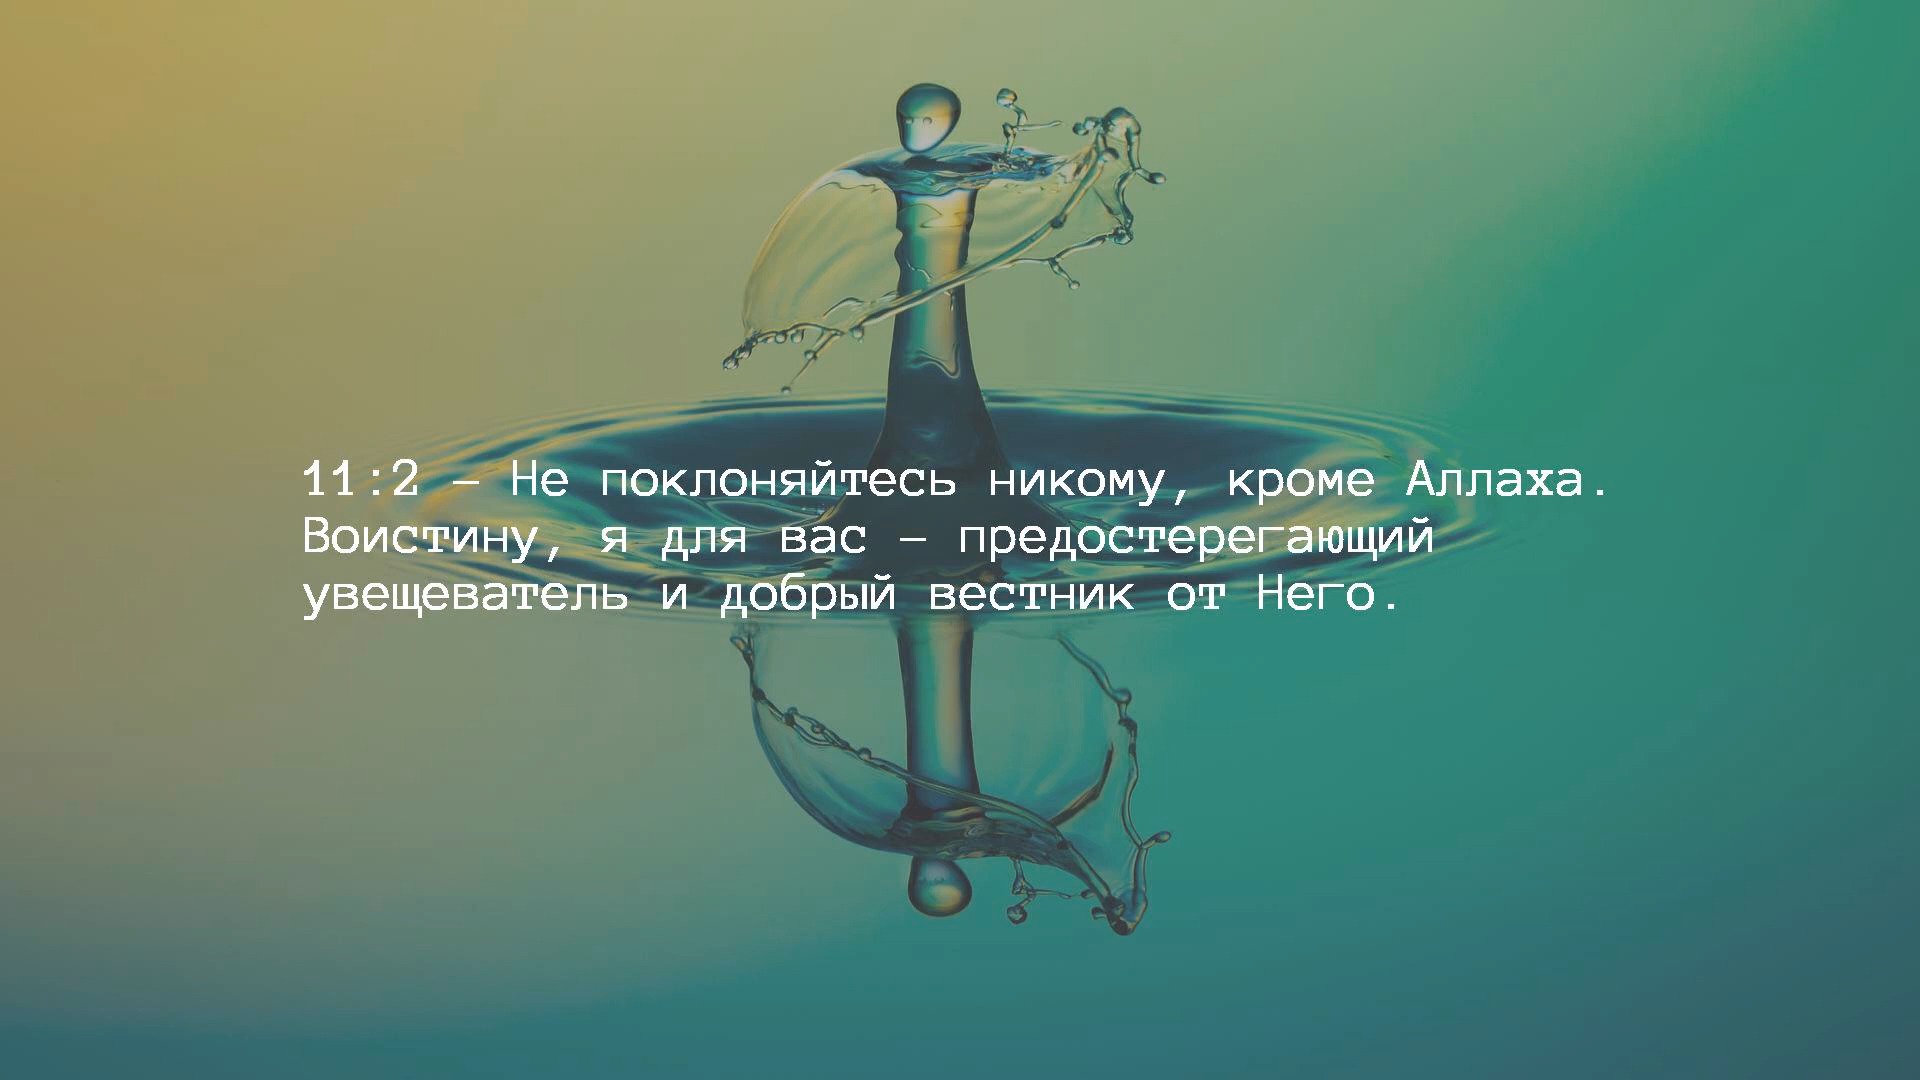 11:2 — Не поклоняйтесь никому, кроме Аллаха.
Воистину, я для вас — предостерегающий
увещеватель и добрый вестник от Него.